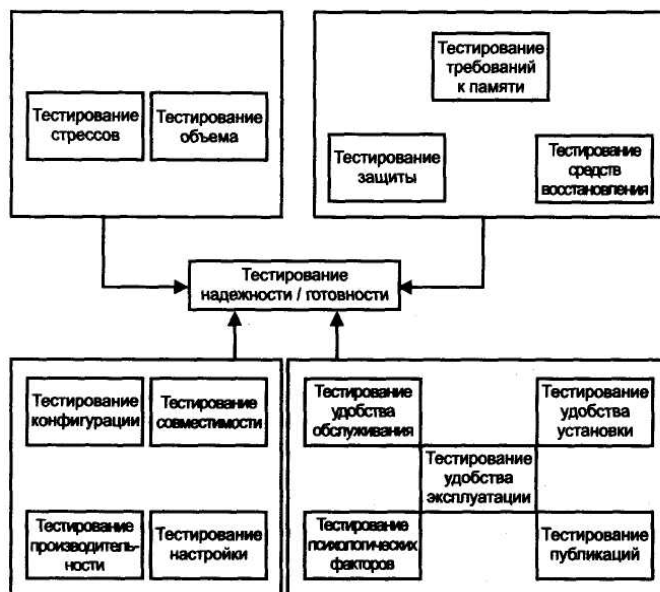 Тестирование
стрессов
Тестирование
объема
Тестирование
требований
к памяти
Тестирование
защиты
Тестирование
средств
восстановления
Тестирование
надежности / готовности
Тестирование
конфигурации
Тестирование
совместимости
Тестирование
производитель-
ности
Тестирование
настройки
Тестирование
удобства
обслуживания
Тестирование
удобства
установки
Тестирование
удобства
эксплуатации
Тестирование
психологических
факторов
Тестирование
публикаций